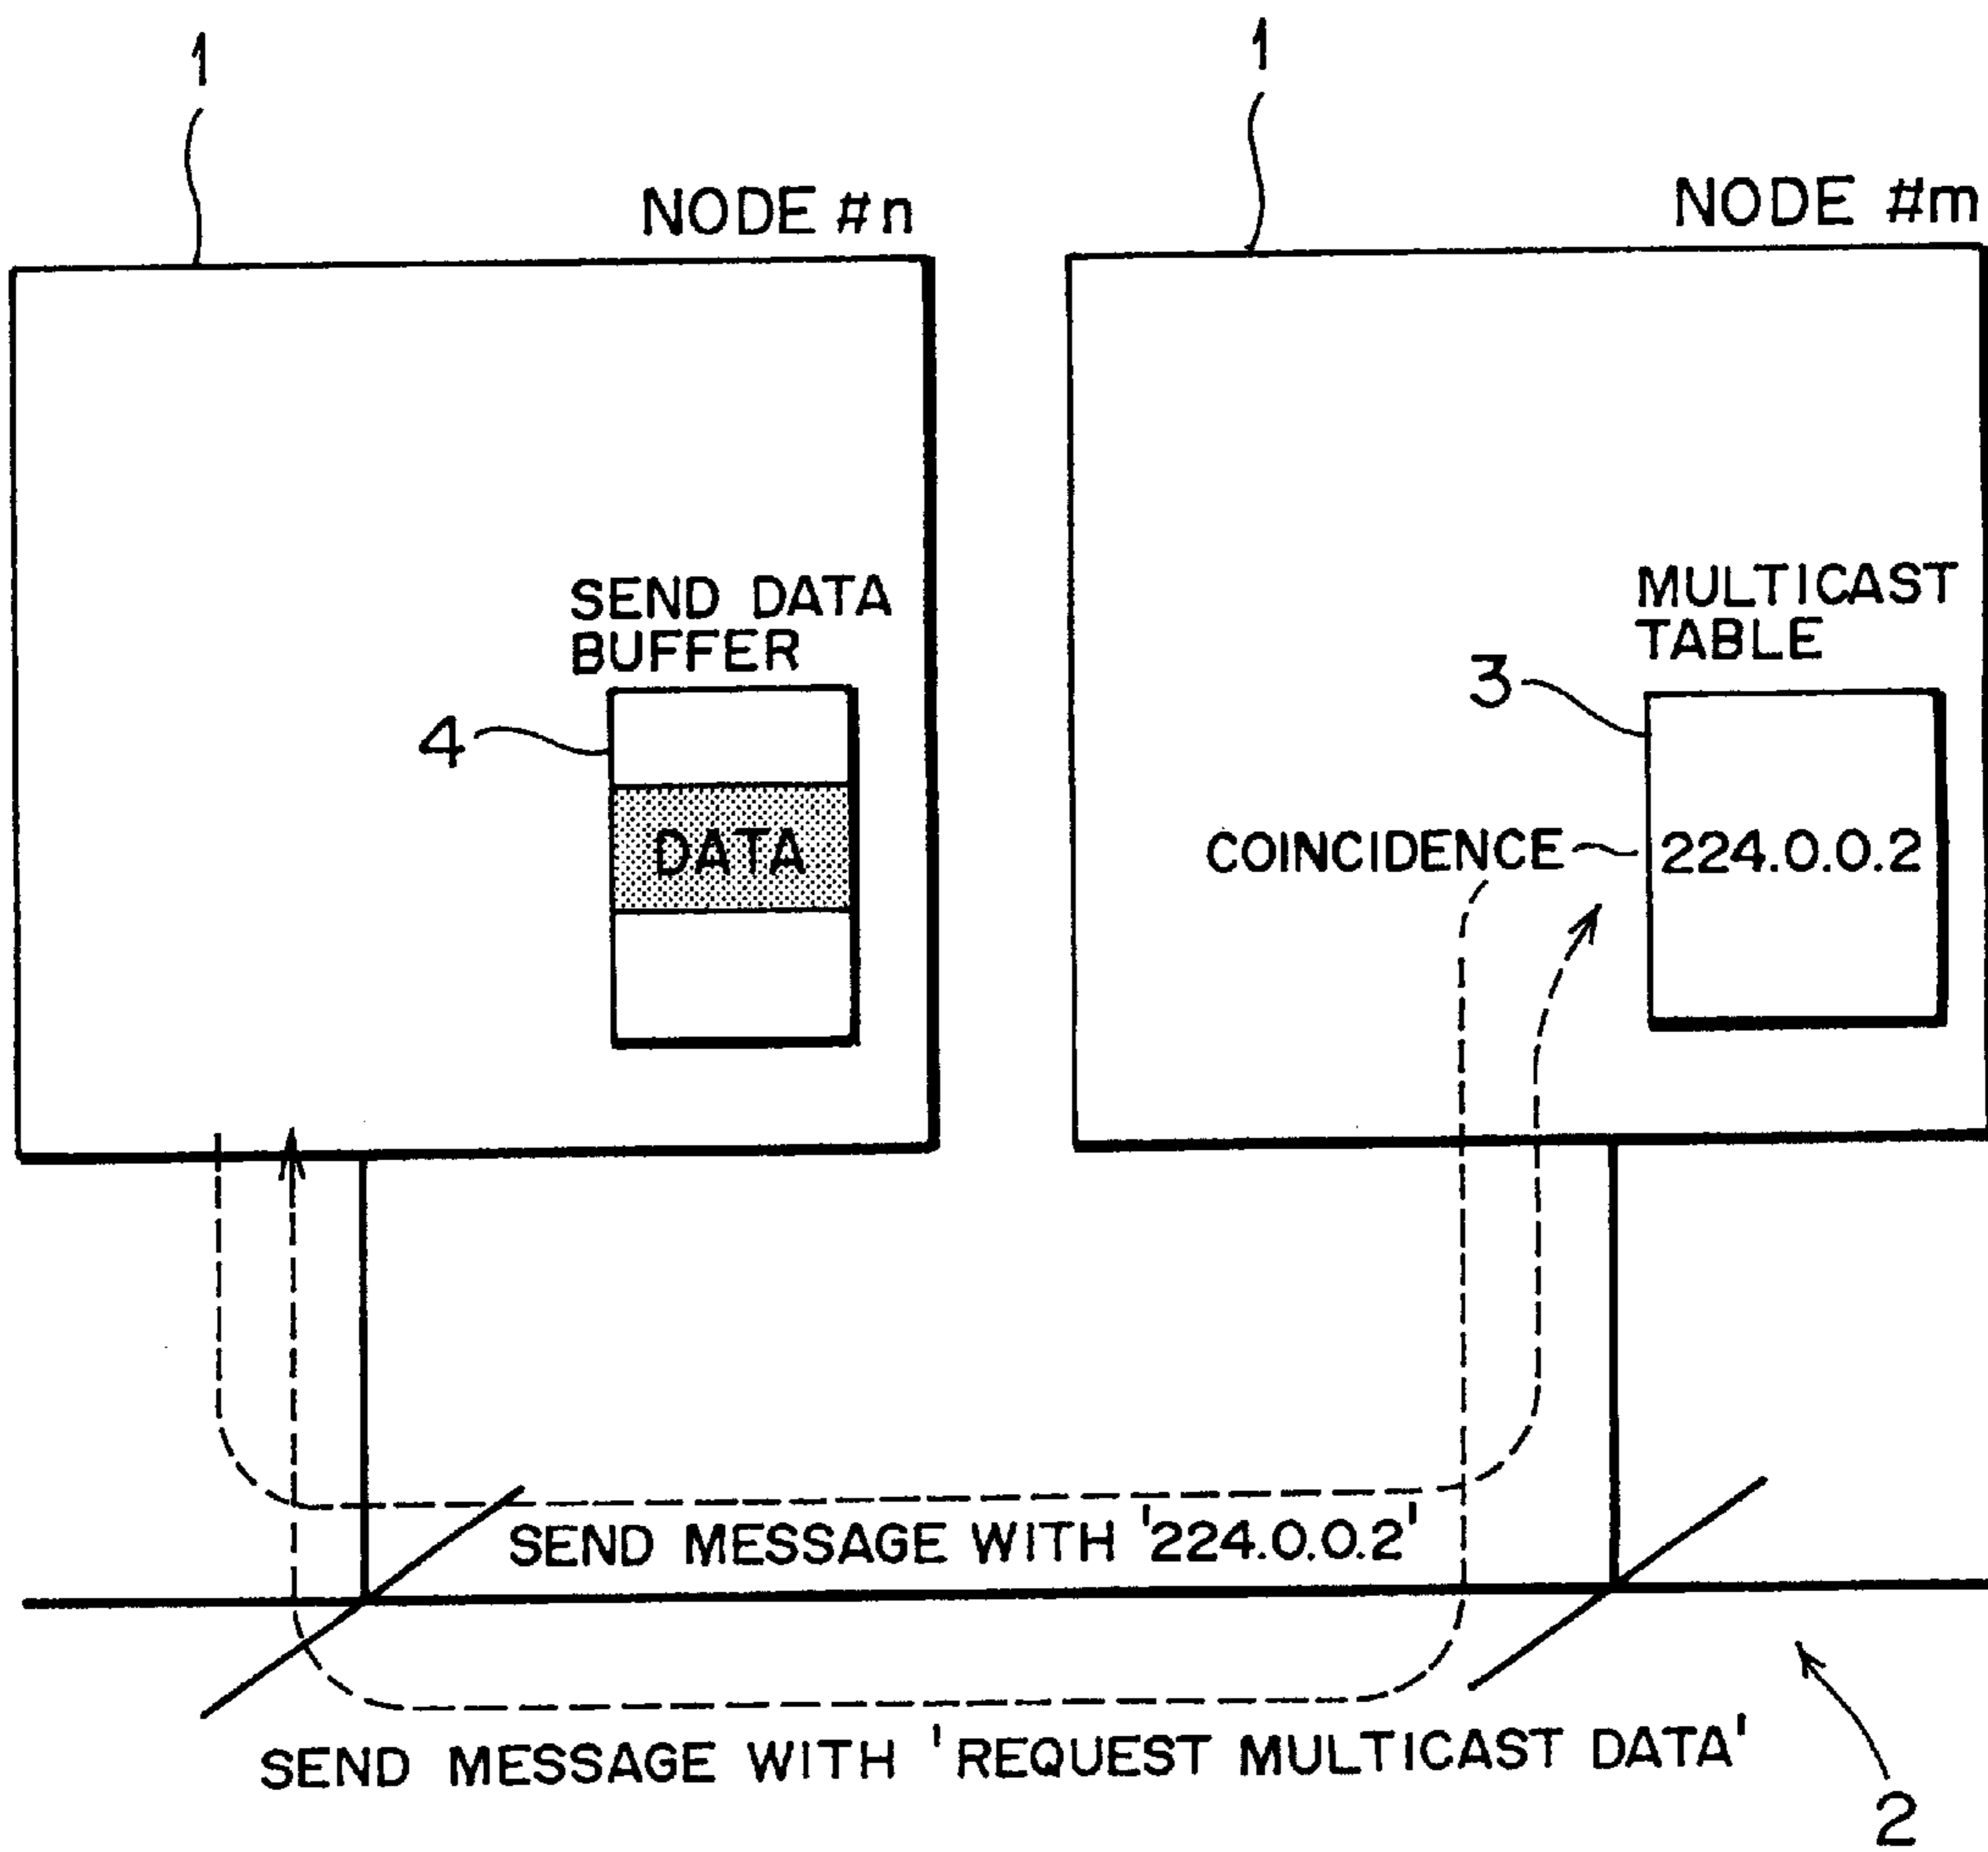 1
1
NODE #n
NODE #m
SEND DATA
BUFFER
4
DATA
MULTICAST
TABLE
3
COINCIDENCE
224.0.0.2
SEND MESSAGE WITH '224.0.0.2'
SEND MESSAGE WITH 'REQUEST MULTICAST DATA'
2